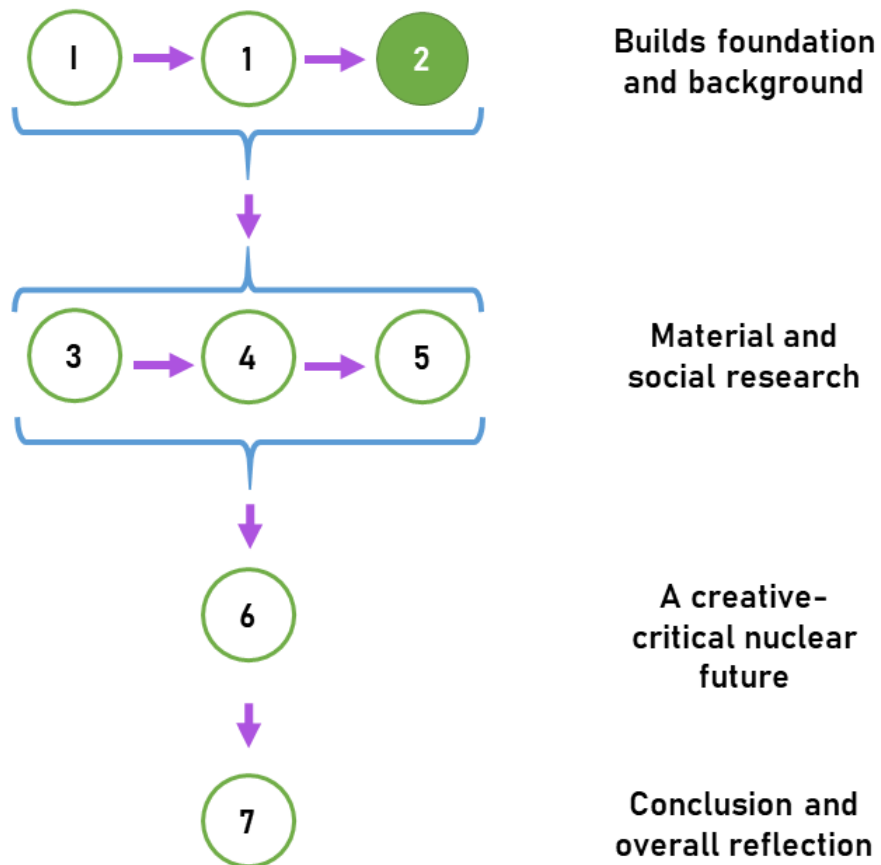 I
1
2
Builds foundation
and background
3
4
5
Material and
social research
6
A creative-
critical nuclear
future
7
Conclusion and
overall reflection